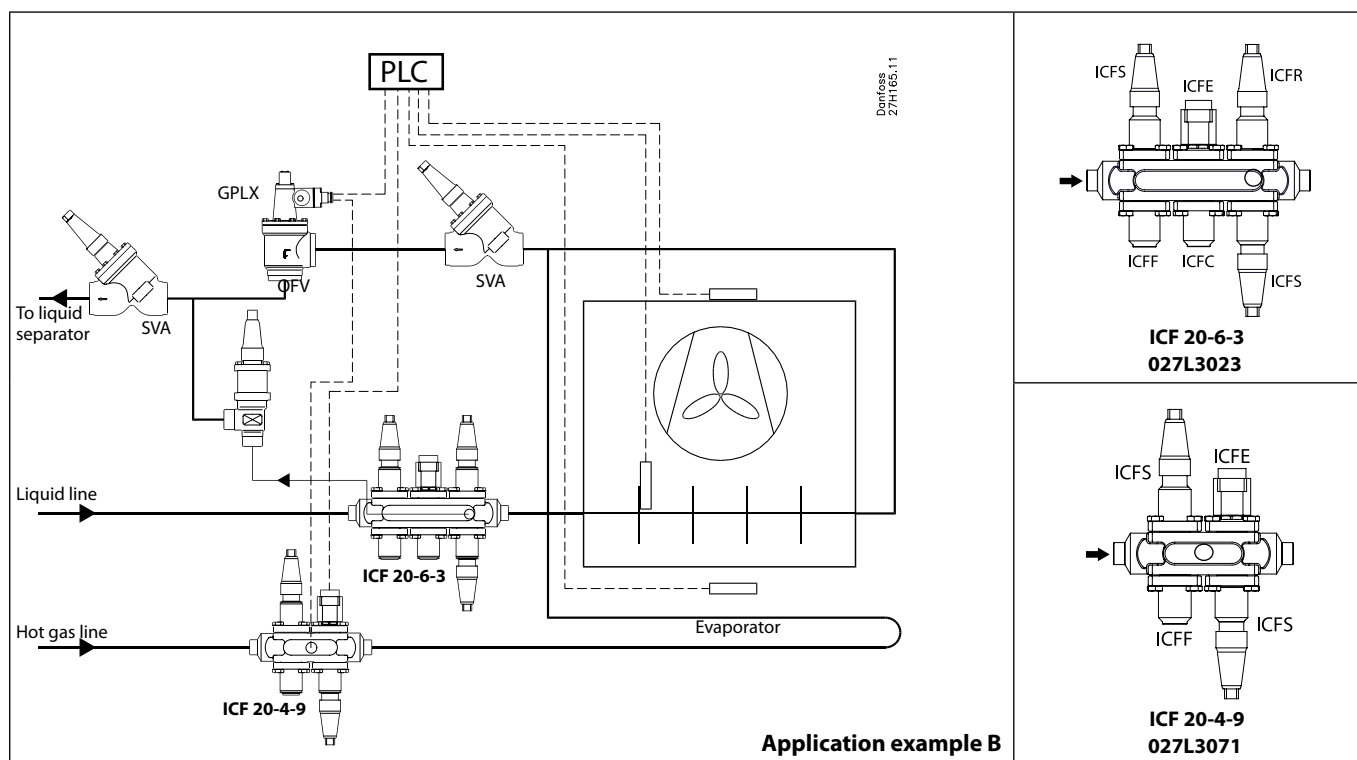 PLC
Danfoss
27H165.11
GPLX
OFV
SVA
To liquid
separator
SVA
Liquid line
ICF 20-6-3
Hot gas line
Evaporator
ICF 20-4-9
Application example B
ICFS
ICFE
ICFR
ICFF
ICFC
ICFS
ICF 20-6-3
027L3023
ICFS
ICFE
ICFF
ICFS
ICF 20-4-9
027L3071